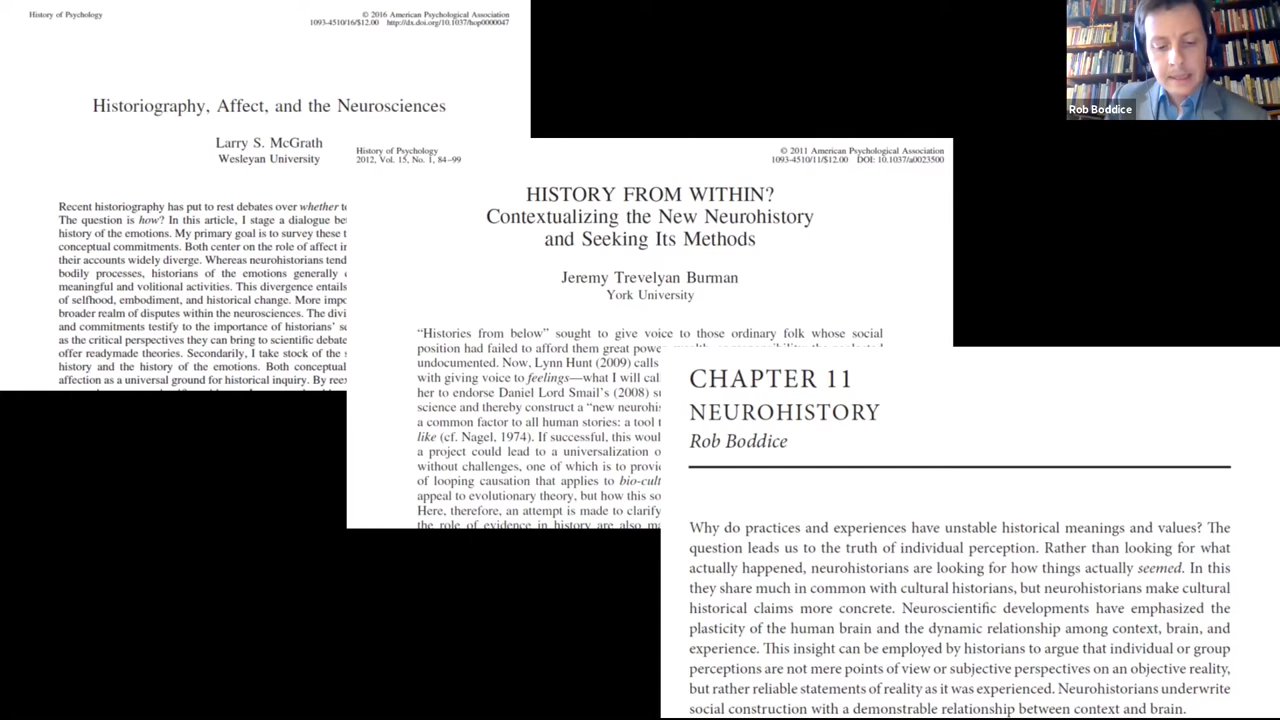 History of Psychology
© 2016 American Psychological Association
1093-4510/16/$12.00 http://dx.doi.org/10.1037/hop0000047
Historiography, Affect, and the Neurosciences
Larry S. McGrath
Wesleyan University
Recent historiography has put to rest debates over whether
The question is how? In this article, I stage a dialogue
history of the emotions. My primary goal is to survey these
conceptual commitments. Both center on the role of affect
their accounts widely diverge. Whereas neurohistorians tend
bodily processes, historians of the emotions generally
meaningful and volitional activities. This divergence entails
of selfhood, embodiment, and historical change. More
broader realm of disputes within the neurosciences. The
and commitments testify to the importance of historians'
as the critical perspectives they can bring to scientific debate
offer readymade theories. Secondarily, I take stock of the
history and the history of the emotions. Both conceptual
affection as a universal ground for historical inquiry. By
History of Psychology
2012, Vol. 15, No. 1, 84–99
© 2011 American Psychological Association
1093-4510/11/$12.00 DOI: 10.1037/a0023500
HISTORY FROM WITHIN?
Contextualizing the New Neurohistory
and Seeking Its Methods
Jeremy Trevelyan Burman
York University
“Histories from below” sought to give voice to those ordinary folk whose social
position had failed to afford them great
undocumented. Now, Lynn Hunt (2009) calls
with giving voice to feelings—what I will
her to endorse Daniel Lord Smail's (2008)
science and thereby construct a “new
a common factor to all human stories: a tool
like (cf. Nagel, 1974). If successful, this
a project could lead to a universalization
without challenges, one of which is to
of looping causation that applies to
appeal to evolutionary theory, but how this
Here, therefore, an attempt is made to clarify
the role of evidence in history are also
CHAPTER 11
NEUROHISTORY
Rob Boddice
Why do practices and experiences have unstable historical meanings and values? The
question leads us to the truth of individual perception. Rather than looking for what
actually happened, neurohistorians are looking for how things actually seemed. In this
they share much in common with cultural historians, but neurohistorians make cultural
historical claims more concrete. Neuroscientific developments have emphasized the
plasticity of the human brain and the dynamic relationship among context, brain, and
experience. This insight can be employed by historians to argue that individual or group
perceptions are not mere points of view or subjective perspectives on an objective reality,
but rather reliable statements of reality as it was experienced. Neurohistorians underwrite
social construction with a demonstrable relationship between context and brain.
Rob Boddice